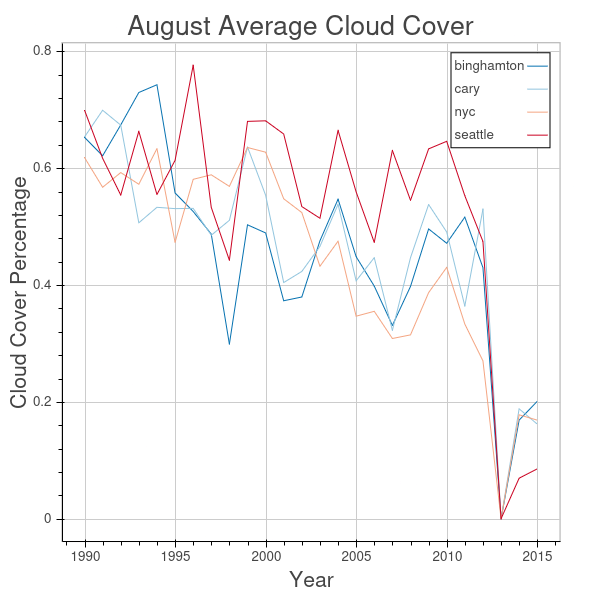 August Average Cloud Cover
binghamton
cary
nyc
seattle
Cloud Cover Percentage
0.8
0.6
0.4
0.2
0
1990 1995 2000 2005 2010 2015
Year